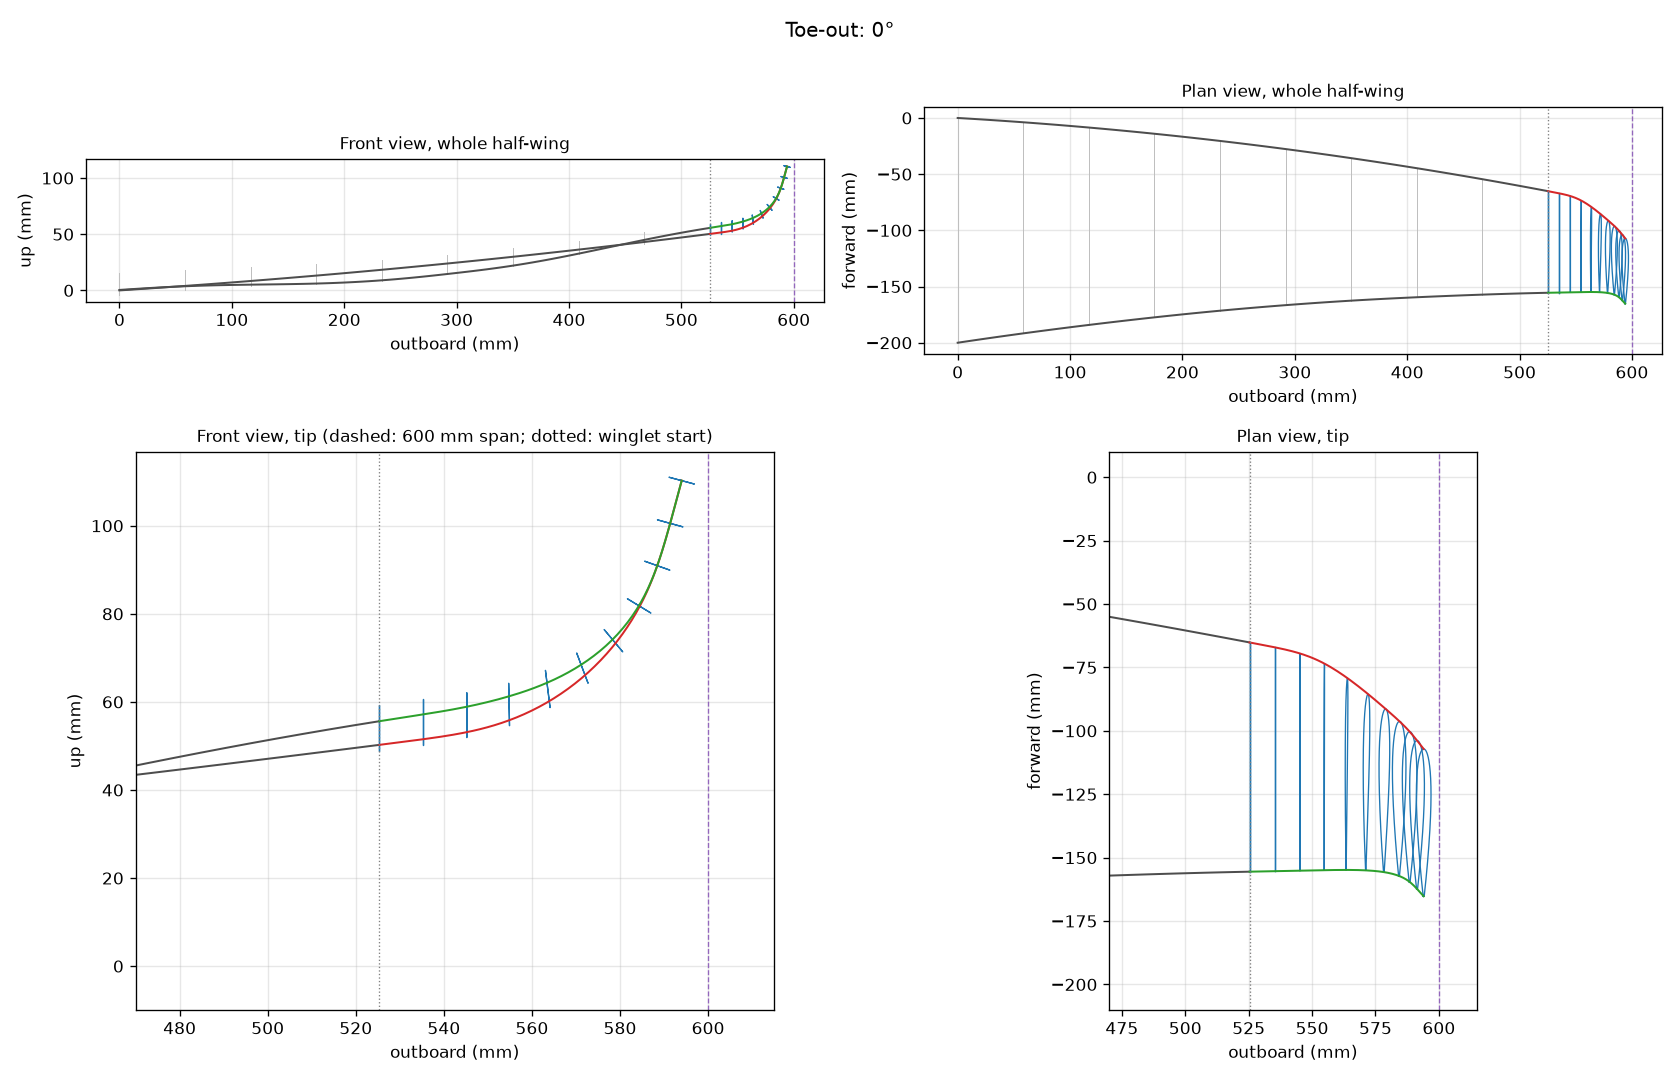 Toe-out: 0°
Front view, whole half-wing
up (mm)
100
50
0
0 100 200 300 400 500 600
outboard (mm)
Plan view, whole half-wing
forward (mm)
0
−50
−100
−150
−200
0 100 200 300 400 500 600
outboard (mm)
Front view, tip (dashed: 600 mm span; dotted: winglet start)
up (mm)
100
80
60
40
20
0
480 500 520 540 560 580 600
outboard (mm)
Plan view, tip
forward (mm)
0
−25
−50
−75
−100
−125
−150
−175
−200
475 500 525 550 575 600
outboard (mm)